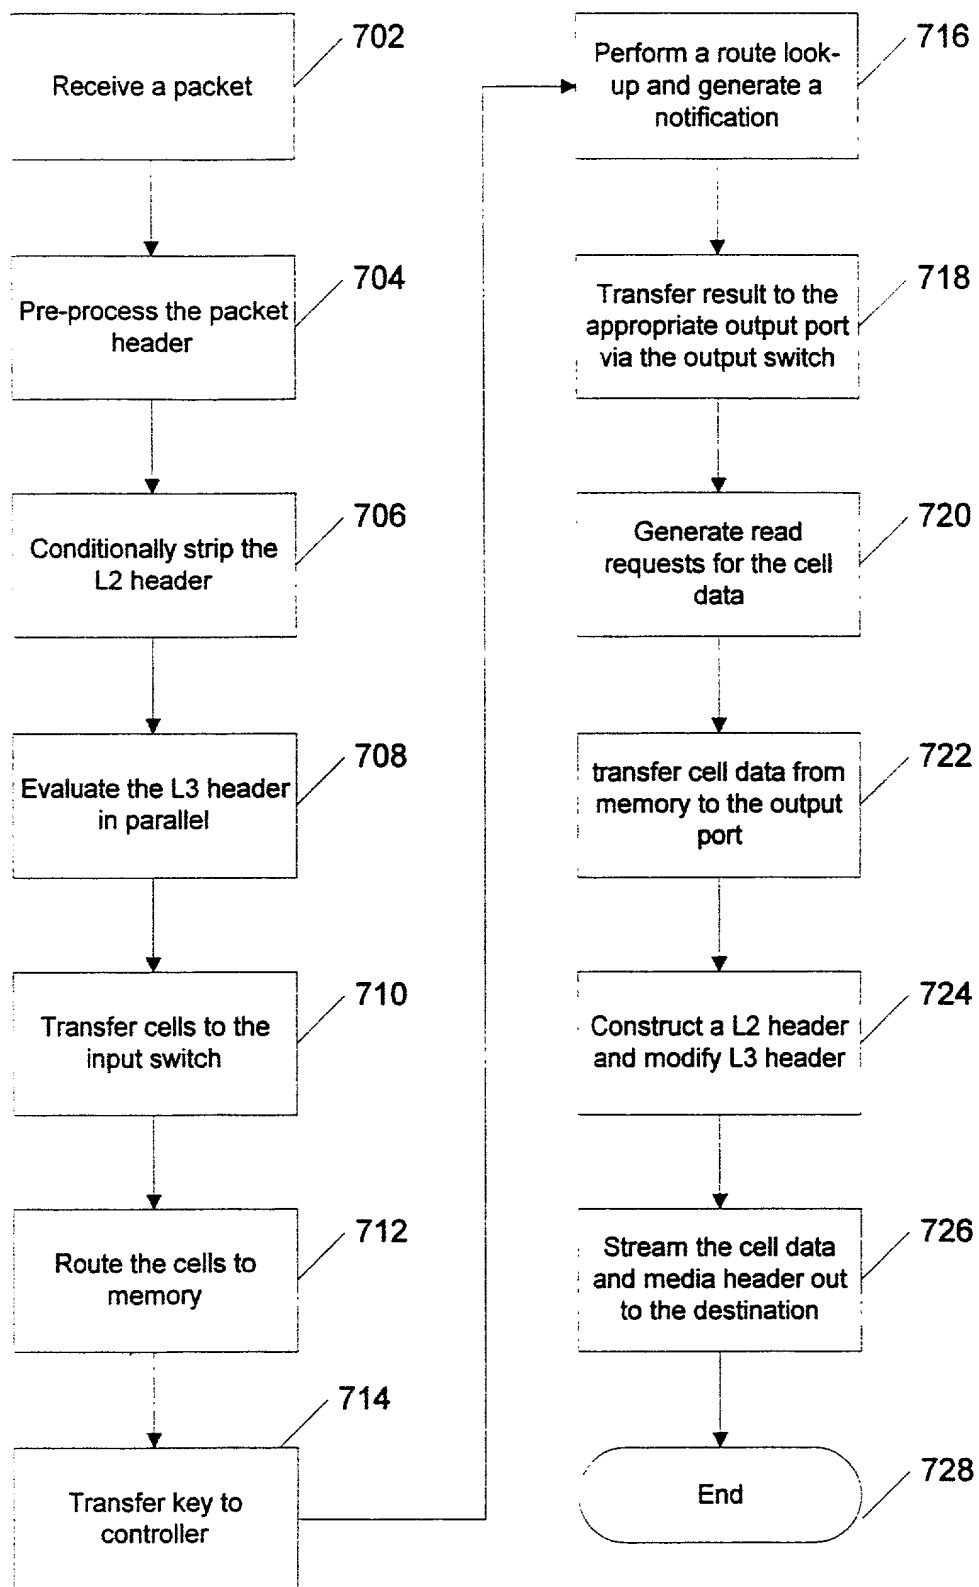 702
Receive a packet
704
Pre-process the packet
header
706
Conditionally strip the
L2 header
708
Evaluate the L3 header
in parallel
710
Transfer cells to the
input switch
712
Route the cells to
memory
714
Transfer key to
controller
716
Perform a route look-
up and generate a
notification
718
Transfer result to the
appropriate output port
via the output switch
720
Generate read
requests for the cell
data
722
transfer cell data from
memory to the output
port
724
Construct a L2 header
and modify L3 header
726
Stream the cell data
and media header out
to the destination
728
End